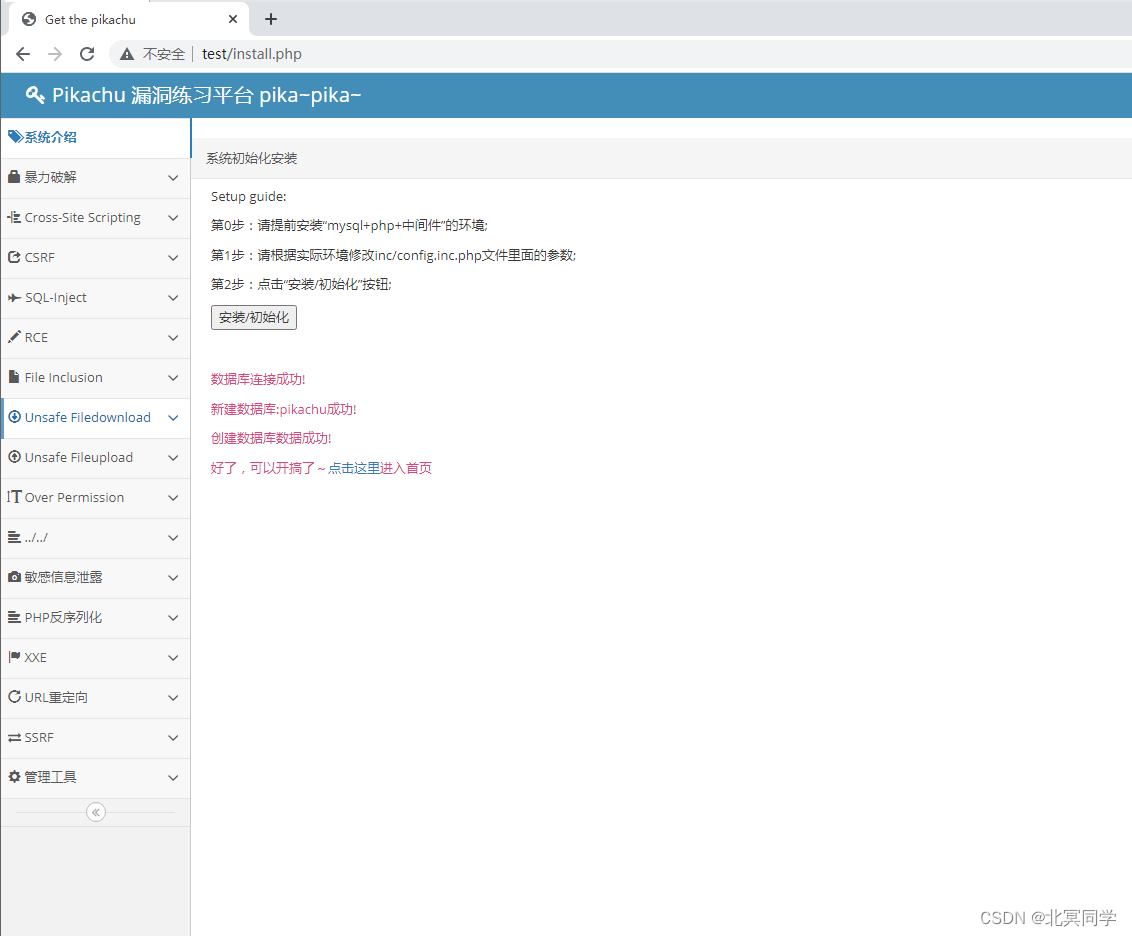 Get the pikachu
不安全 test/install.php
Pikachu 漏洞练习平台 pika~pika~
系统介绍
暴力破解
Cross-Site Scripting
CSRF
SQL-Inject
RCE
File Inclusion
Unsafe Filedownload
Unsafe Fileupload
Over Permission
../../
敏感信息泄露
PHP反序列化
XXE
URL重定向
SSRF
管理工具
系统初始化安装
Setup guide:
第0步：请提前安装“mysql+php+中间件”的环境;
第1步：请根据实际环境修改inc/config.inc.php文件里面的参数;
第2步：点击“安装/初始化”按钮;
安装/初始化
数据库连接成功!
新建数据库:pikachu成功!
创建数据库数据成功!
好了，可以开搞了～点击这里进入首页
CSDN @北冥同学